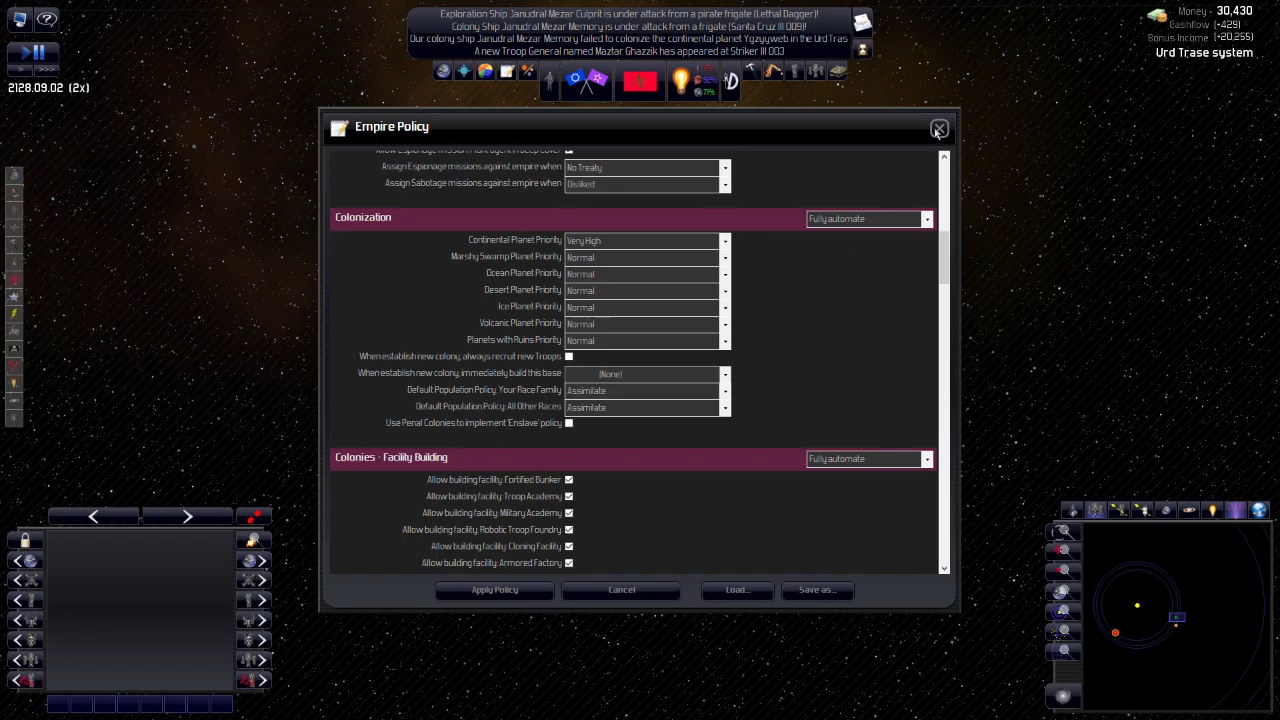 Exploration Ship Janudral Mezar Culprit is under attack from a pirate frigate (Lethal Dagger)!
Colony Ship Janudral Mezar Memory is under attack from a frigate (Santa Cruz III 009)!
Our colony ship Janudral Mezar Memory failed to colonize the continental planet Ygzyyweb in the Urd Tras
A new Troop General named Maztar Ghazzik has appeared at Striker III 003
Money 30,430
Cashflow (+429)
Bonus Income +20,255)
Urd Trase system
> >>>
2128.09.02 (2x)
71%
Empire Policy
Assign Espionage missions against empire when No Treaty
Assign Sabotage missions against empire when Disliked
Colonization Fully automate
Continental Planet Priority Very High
Marshy Swamp Planet Priority Normal
Ocean Planet Priority Normal
Desert Planet Priority Normal
Ice Planet Priority Normal
Volcanic Planet Priority Normal
Planets with Ruins Priority Normal
When establish new colony, always recruit new Troops
When establish new colony, immediately build this base (None)
Default Population Policy: Your Race Family Assimilate
Default Population Policy: All Other Races Assimilate
Use Penal Colonies to implement 'Enslave' policy
Colonies - Facility Building Fully automate
Allow building facility: Fortified Bunker
Allow building facility: Troop Academy
Allow building facility: Military Academy
Allow building facility: Robotic Troop Foundry
Allow building facility: Cloning Facility
Allow building facility: Armored Factory
Apply Policy Cancel Load... Save as...